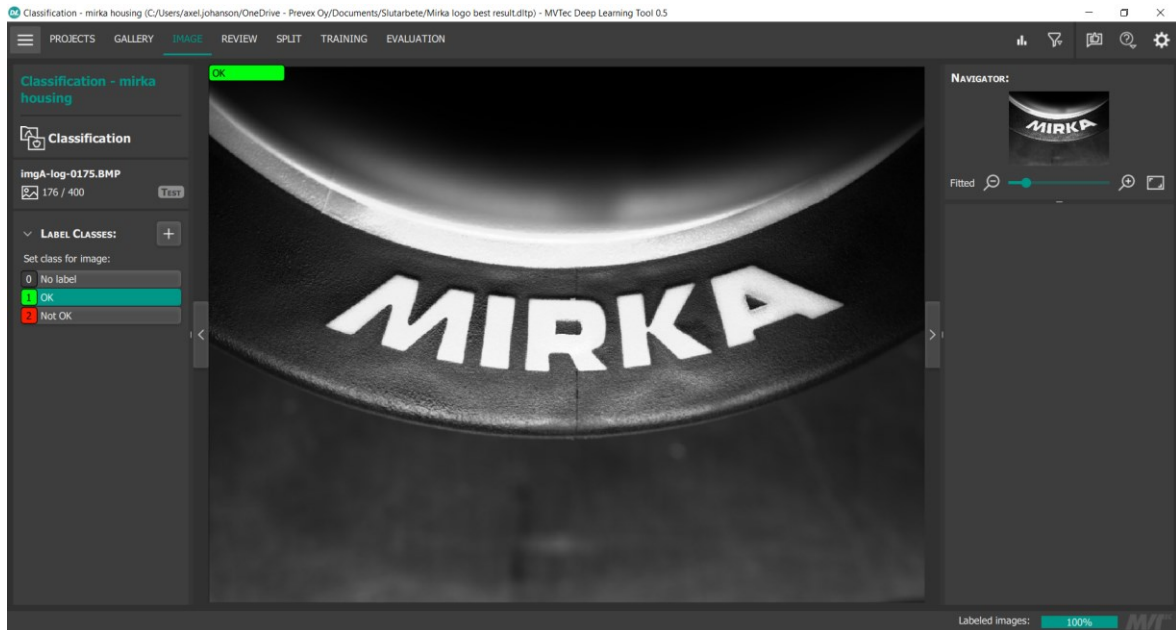 Classification - mirka housing (C:/Users/axel.johanson/OneDrive - Prevex Oy/Documents/Slutarbete/Mirka logo best result.dltp) - MVTec Deep Learning Tool 0.5
PROJECTS GALLERY IMAGE REVIEW SPLIT TRAINING EVALUATION
Classification - mirka
housing
Classification
imgA-log-0175.BMP
176 / 400 TEST
LABEL CLASSES: +
Set class for image:
0 No label
1 OK
2 Not OK
OK
MIRKA
NAVIGATOR:
MIRKA
Fitted
Labeled images: 100%